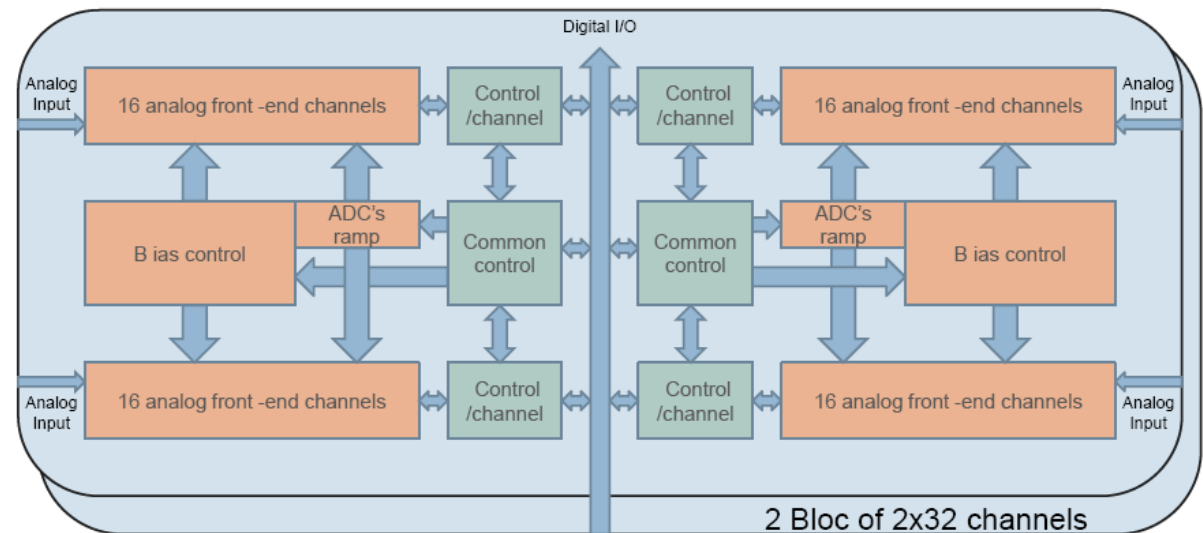 Digital I/O
Analog
Input
16 analog front -end channels
Control
/channel
Control
/channel
16 analog front -end channels
Analog
Input
B ias control
ADC's
ramp
Common
control
Common
control
ADC's
ramp
B ias control
Analog
Input
16 analog front -end channels
Control
/channel
Control
/channel
16 analog front -end channels
Analog
Input
2 Bloc of 2x32 channels